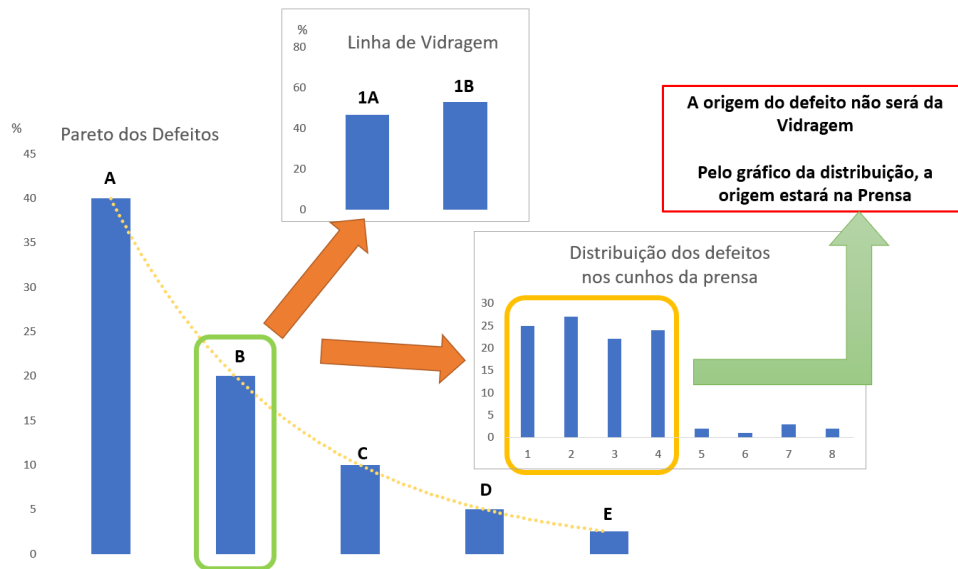 %
Linha de Vidragem
80
60
40
20
0
1A
1B
%
Pareto dos Defeitos
45
40
35
30
25
20
15
10
5
0
A
B
C
D
E
A origem do defeito não será da
Vidragem
Pelo gráfico da distribuição, a
origem estará na Prensa
Distribuição dos defeitos
nos cunhos da prensa
30
25
20
15
10
5
0
1 2 3 4 5 6 7 8